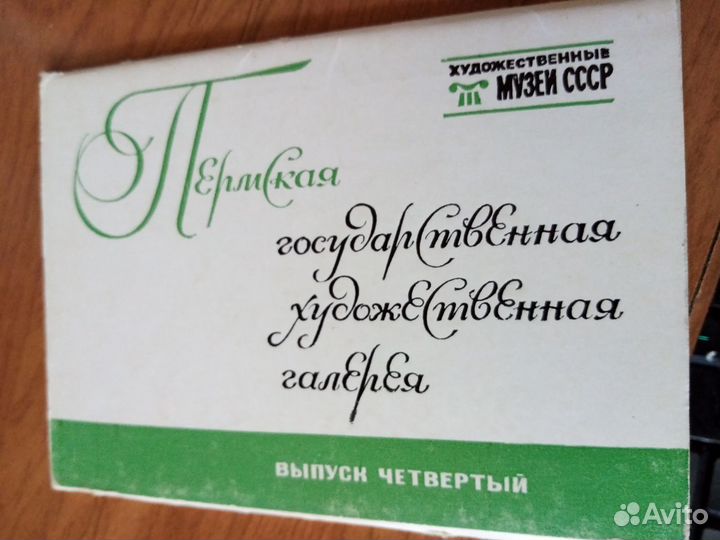 ХУДОЖЕСТВЕННЫЕ
МУЗЕИ СССР
Пермская
государственная
художественная
галерея
ВЫПУСК ЧЕТВЕРТЫЙ
Avito